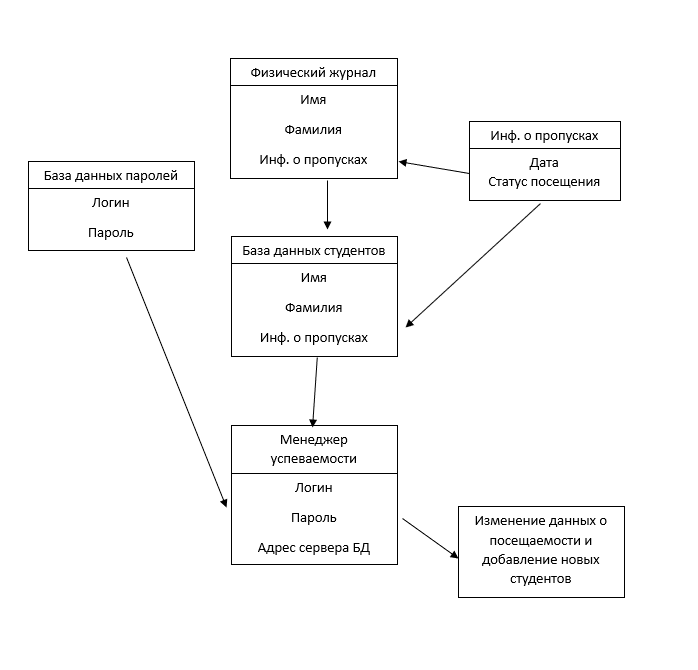 Физический журнал
Имя
Фамилия
Инф. о пропусках
Инф. о пропусках
Дата
Статус посещения
База данных паролей
Логин
Пароль
База данных студентов
Имя
Фамилия
Инф. о пропусках
Менеджер
успеваемости
Логин
Пароль
Адрес сервера БД
Изменение данных о
посещаемости и
добавление новых
студентов